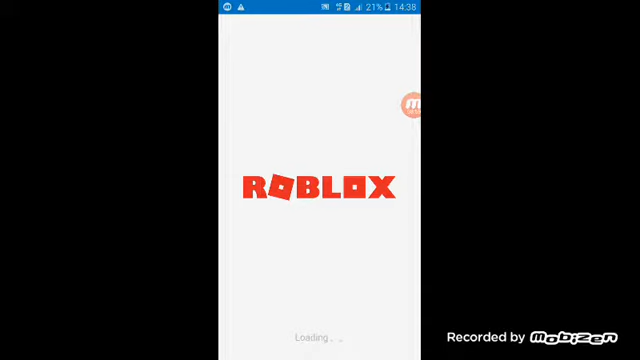 21% 14:38
ROBLOX
Loading . . .
Recorded by mobizen